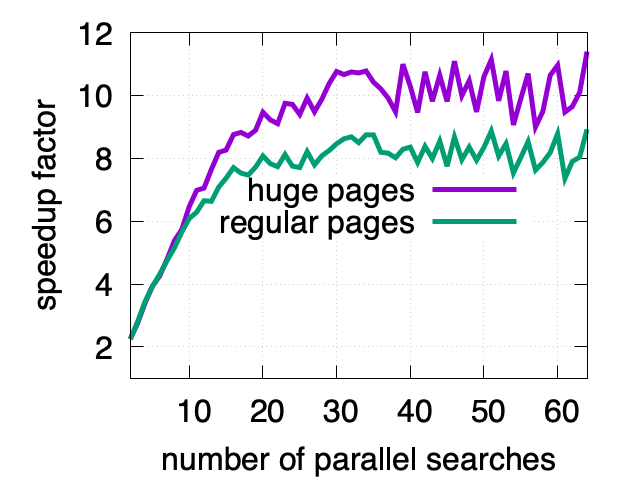 12
10
8
6
4
2
speedup factor
huge pages
regular pages
10 20 30 40 50 60
number of parallel searches